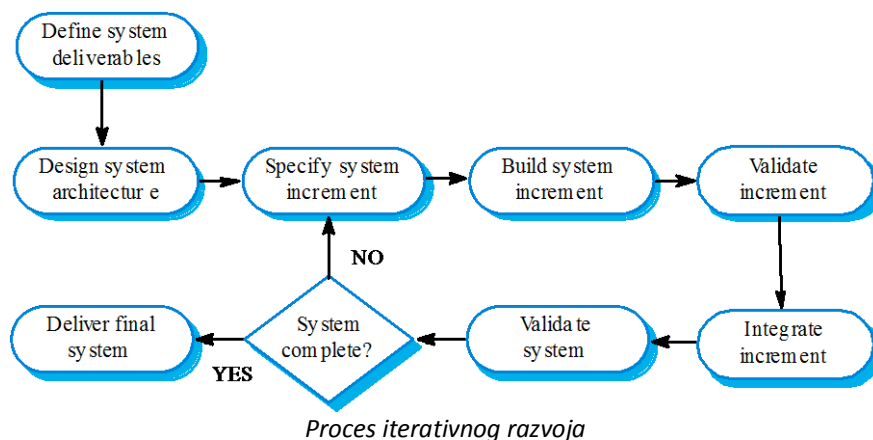 Define system
deliverables
Design system
architectur e
Specify system
increment
Build system
increment
Validate
increment
NO
Deliver final
system
YES
System
complete?
Validate
system
Integrate
increment
Proces iterativnog razvoja